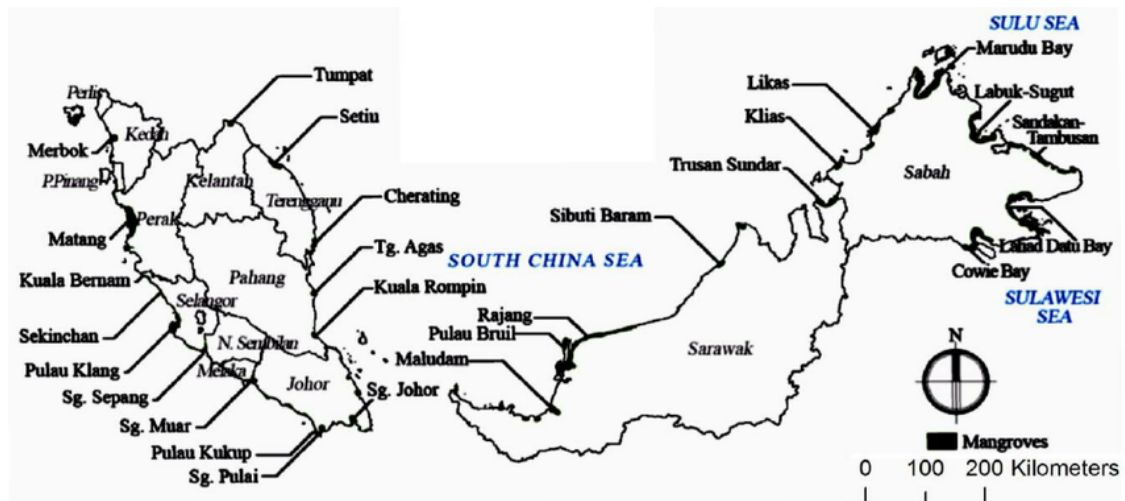 SULU SEA
Marudu Bay
Tumpat
Likas
Labuk-Sugut
Perlis
Setiu
Klias
Sandakan-
Tambusan
Kedah
Merbok
Trusan Sundar
Sabah
P.Pinang
Kelantan
Terengganu
Cherating
Sibuti Baram
Perak
Matang
Tg. Agas
Lahad Datu Bay
SOUTH CHINA SEA
Cowie Bay
Kuala Bernam
Pahang
Kuala Rompin
SULAWESI
SEA
Selangor
Rajang
Sekinchan
Pulau Bruil
N
N. Sembilan
Sarawak
Maludam
Pulau Klang
Melaka
Johor
Sg. Johor
Sg. Sepang
Sg. Muar
Mangroves
Pulau Kukup
0 100 200 Kilometers
Sg. Pulai